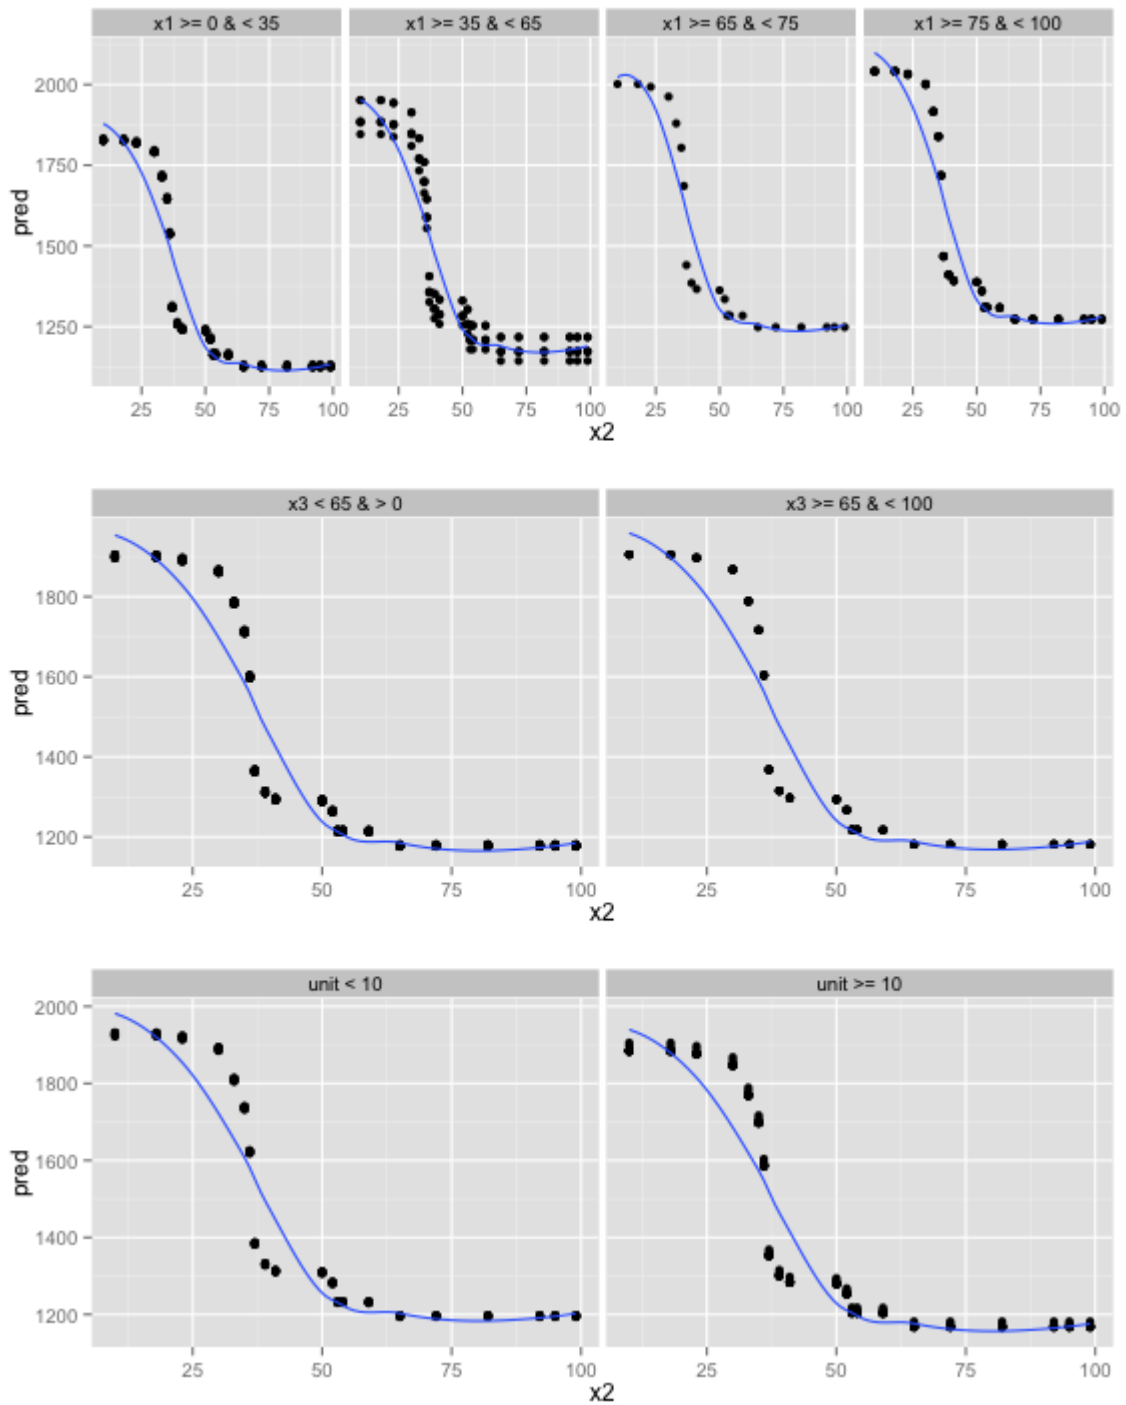 x1 >= 0 & < 35 x1 >= 35 & < 65 x1 >= 65 & < 75 x1 >= 75 & < 100
2000
1750
1500
1250
pred
25 50 75 100 25 50 75 100 25 50 75 100 25 50 75 100
x2
x3 < 65 & > 0 x3 >= 65 & < 100
1800
1600
1400
1200
pred
25 50 75 100 25 50 75 100
x2
unit < 10 unit >= 10
2000
1800
1600
1400
1200
pred
25 50 75 100 25 50 75 100
x2